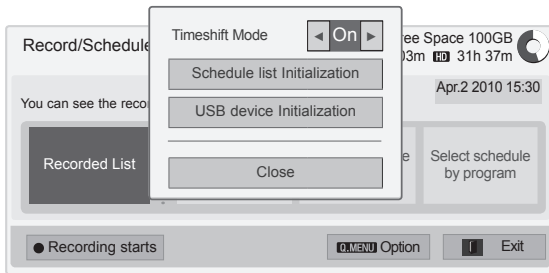 Record/Schedule
ree Space 100GB
03m HD 31h 37m
Apr.2 2010 15:30
You can see the reco
Timeshift Mode ◄ On ►
Schedule list Initialization
USB device Initialization
Close
Recorded List
e
Select schedule
by program
● Recording starts
Q.MENU Option
Exit